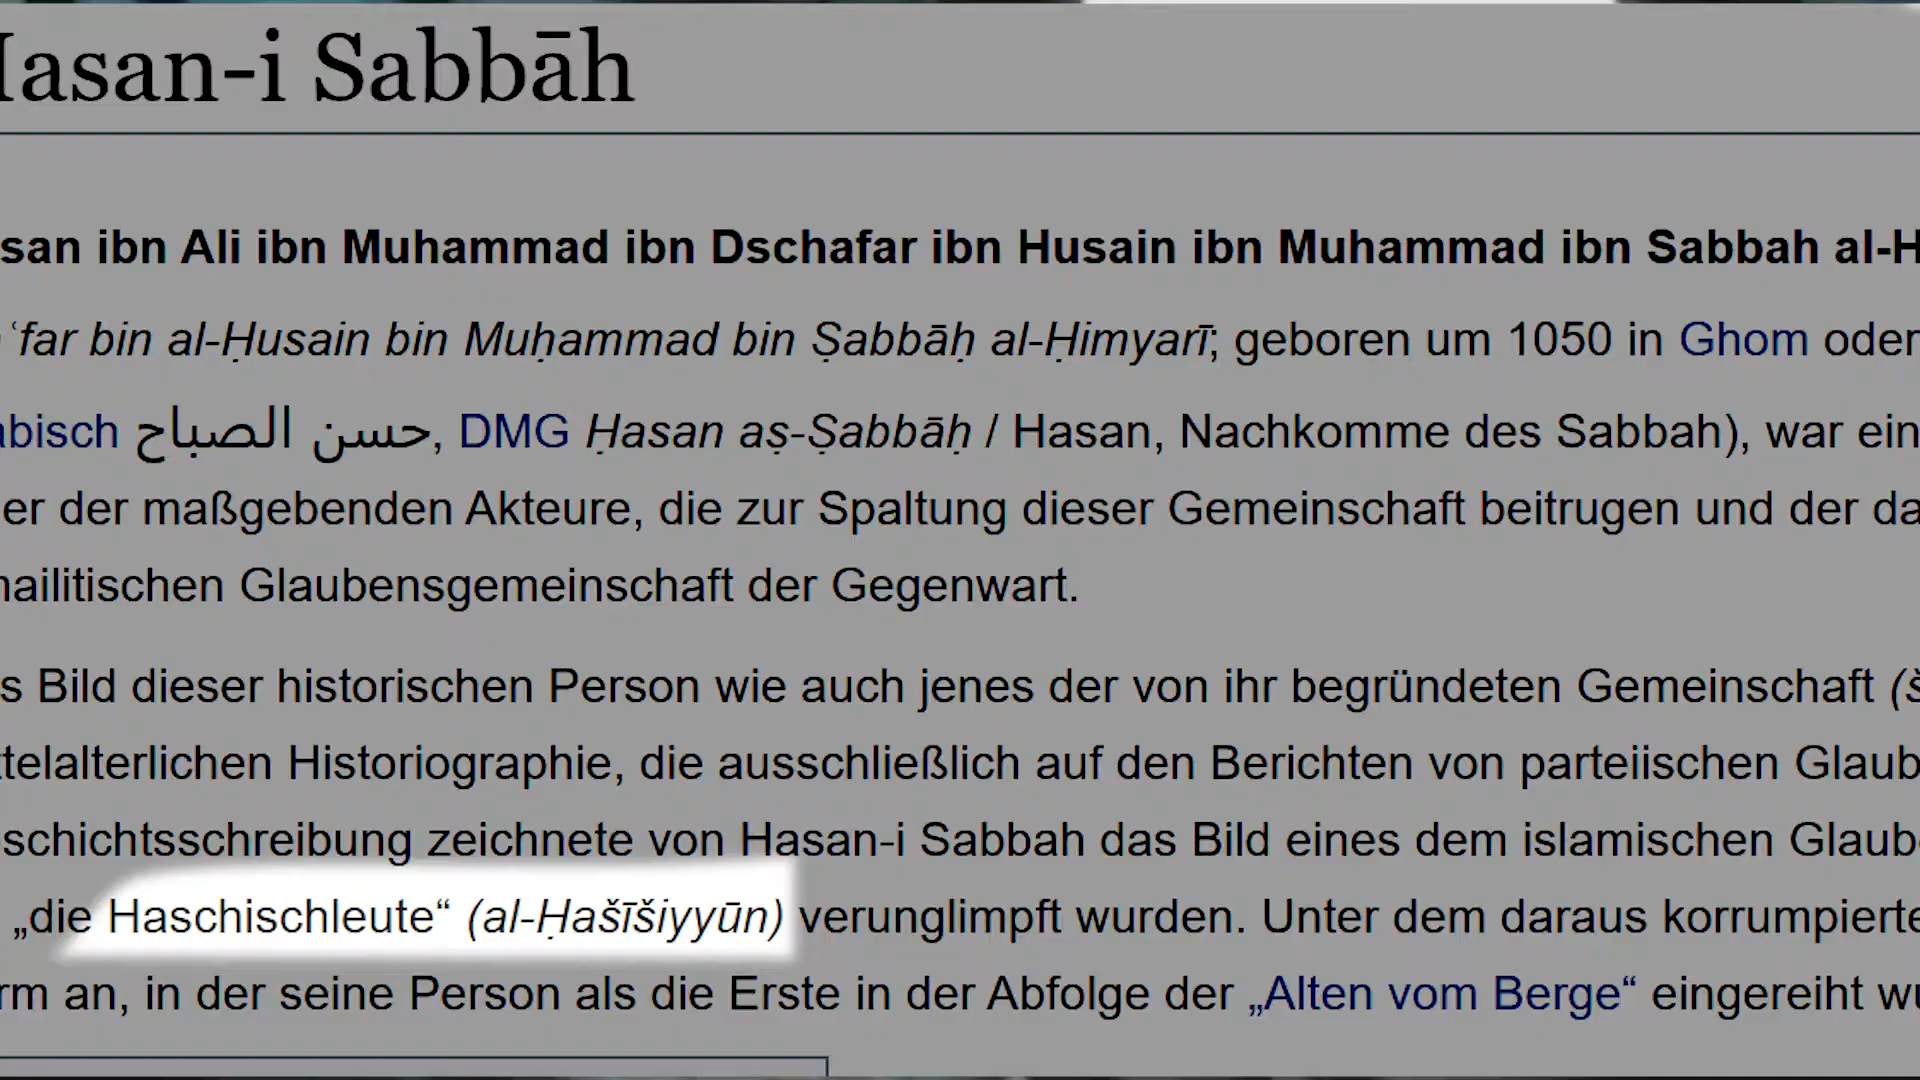 Hasan-i Sabbāh
san ibn Ali ibn Muhammad ibn Dschafar ibn Husain ibn Muhammad ibn Sabbah al-H
ʿfar bin al-Ḥusain bin Muḥammad bin Ṣabbāḥ al-Ḥimyarī; geboren um 1050 in Ghom oder
abisch حسن الصباح, DMG Ḥasan aṣ-Ṣabbāḥ / Hasan, Nachkomme des Sabbah), war ein
er der maßgebenden Akteure, die zur Spaltung dieser Gemeinschaft beitrugen und der da
mailitischen Glaubensgemeinschaft der Gegenwart.
s Bild dieser historischen Person wie auch jenes der von ihr begründeten Gemeinschaft (š
ttelalterlichen Historiographie, die ausschließlich auf den Berichten von parteiischen Glaub
schichtsschreibung zeichnete von Hasan-i Sabbah das Bild eines dem islamischen Glaub
„die Haschischleute“ (al-Ḥašīšiyyūn) verunglimpft wurden. Unter dem daraus korrumpierte
rm an, in der seine Person als die Erste in der Abfolge der „Alten vom Berge“ eingereiht wu